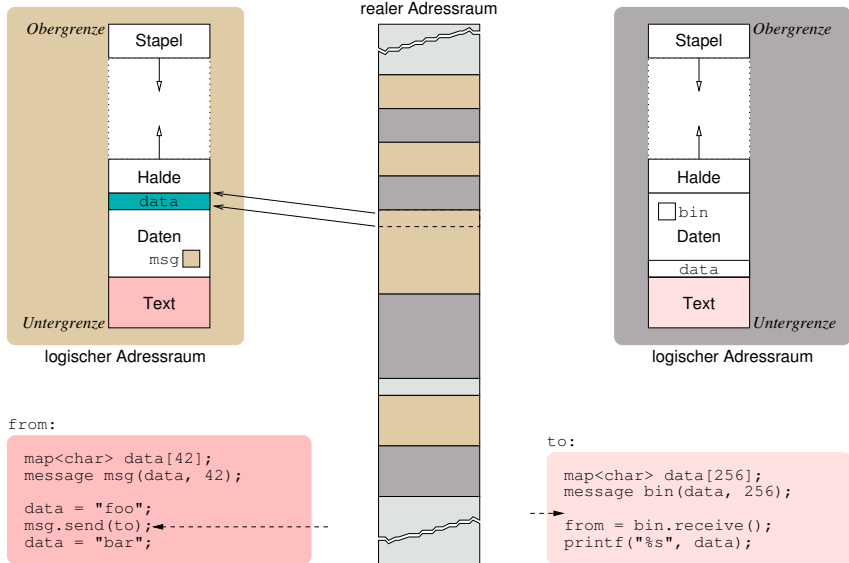 realer Adressraum
Obergrenze
Stapel
Halde
data
Daten
msg
Text
Untergrenze
logischer Adressraum
Stapel
Obergrenze
Halde
bin
Daten
data
Text
Untergrenze
logischer Adressraum
from:
map<char> data[42];
message msg(data, 42);
data = "foo";
msg.send(to);
data = "bar";
to:
map<char> data[256];
message bin(data, 256);
from = bin.receive();
printf("%s", data);